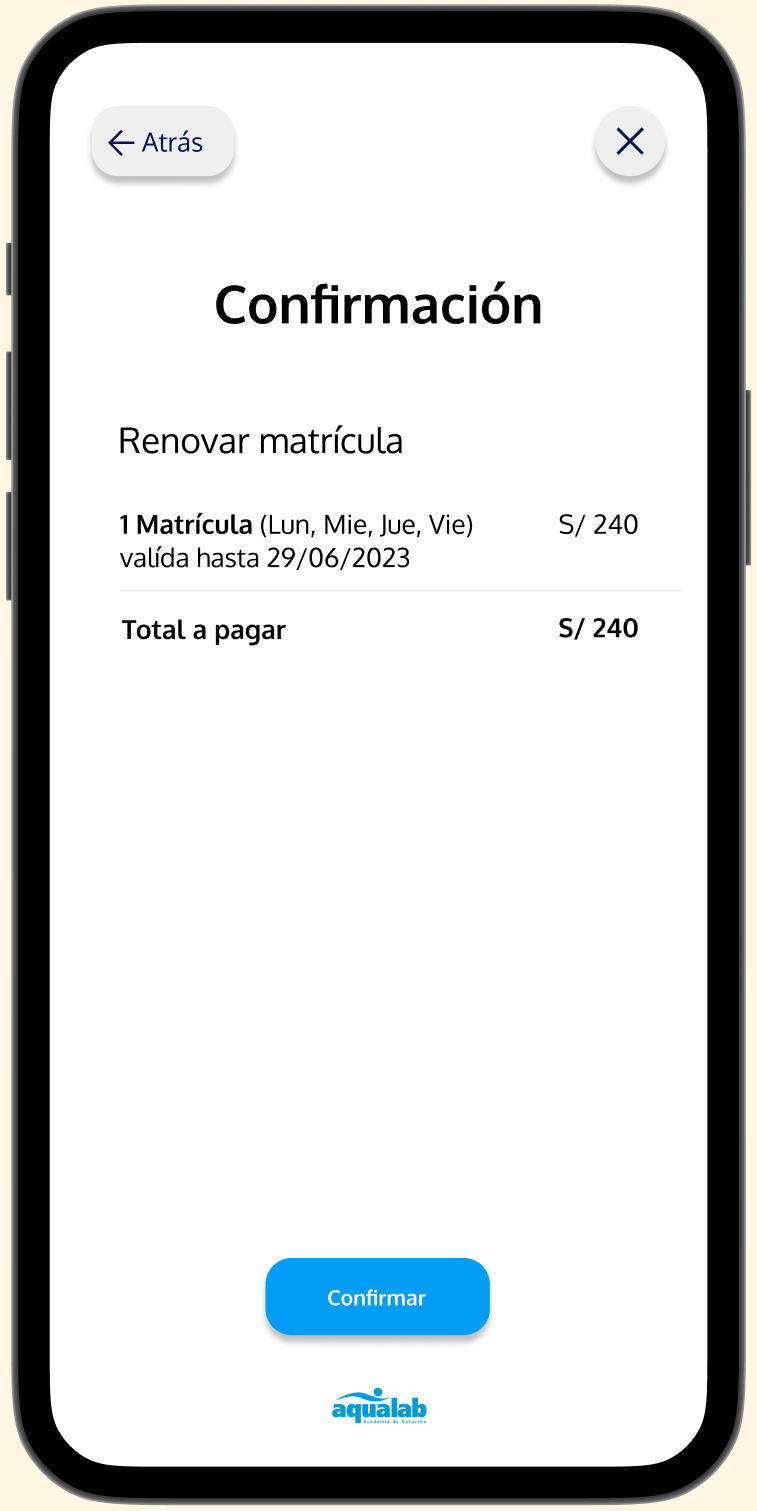 Atrás
Confirmación
Renovar matrícula
1 Matrícula (Lun, Mie, Jue, Vie) S/ 240
valída hasta 29/06/2023
Total a pagar S/ 240
Confirmar
aqualab
Academia de Natación